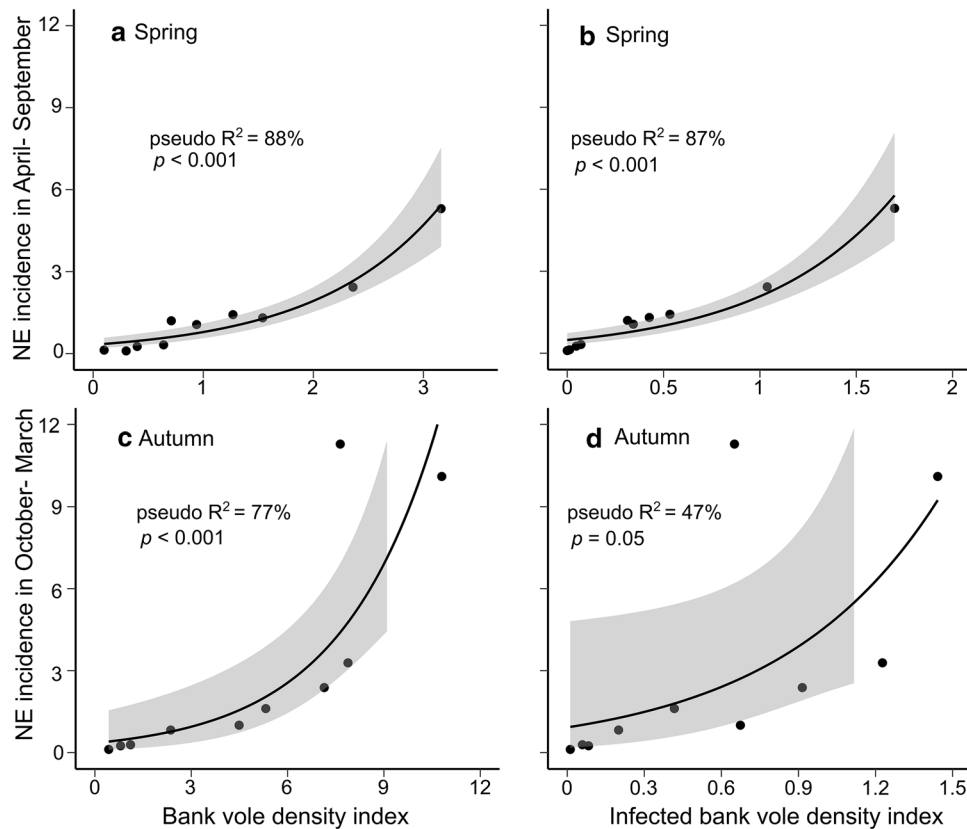 NE incidence in April- September
12
9
6
3
0
a Spring
pseudo R² = 88%
p < 0.001
0 1 2 3
b Spring
pseudo R² = 87%
p < 0.001
0 0.5 1 1.5 2
NE incidence in October- March
12
9
6
3
0
c Autumn
pseudo R² = 77%
p < 0.001
0 3 6 9 12
Bank vole density index
d Autumn
pseudo R² = 47%
p = 0.05
0 0.3 0.6 0.9 1.2 1.5
Infected bank vole density index